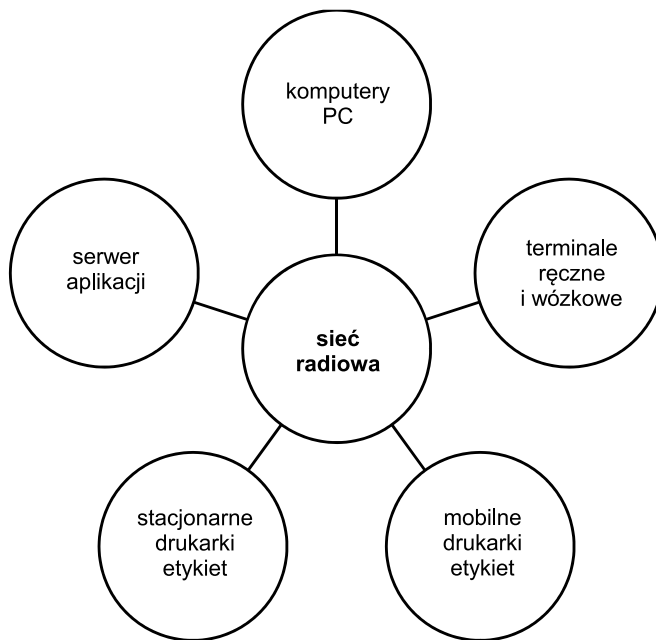 komputery
PC
serwer
aplikacji
terminale
ręczne
i wózkowe
sieć
radiowa
stacjonarne
drukarki
etykiet
mobilne
drukarki
etykiet